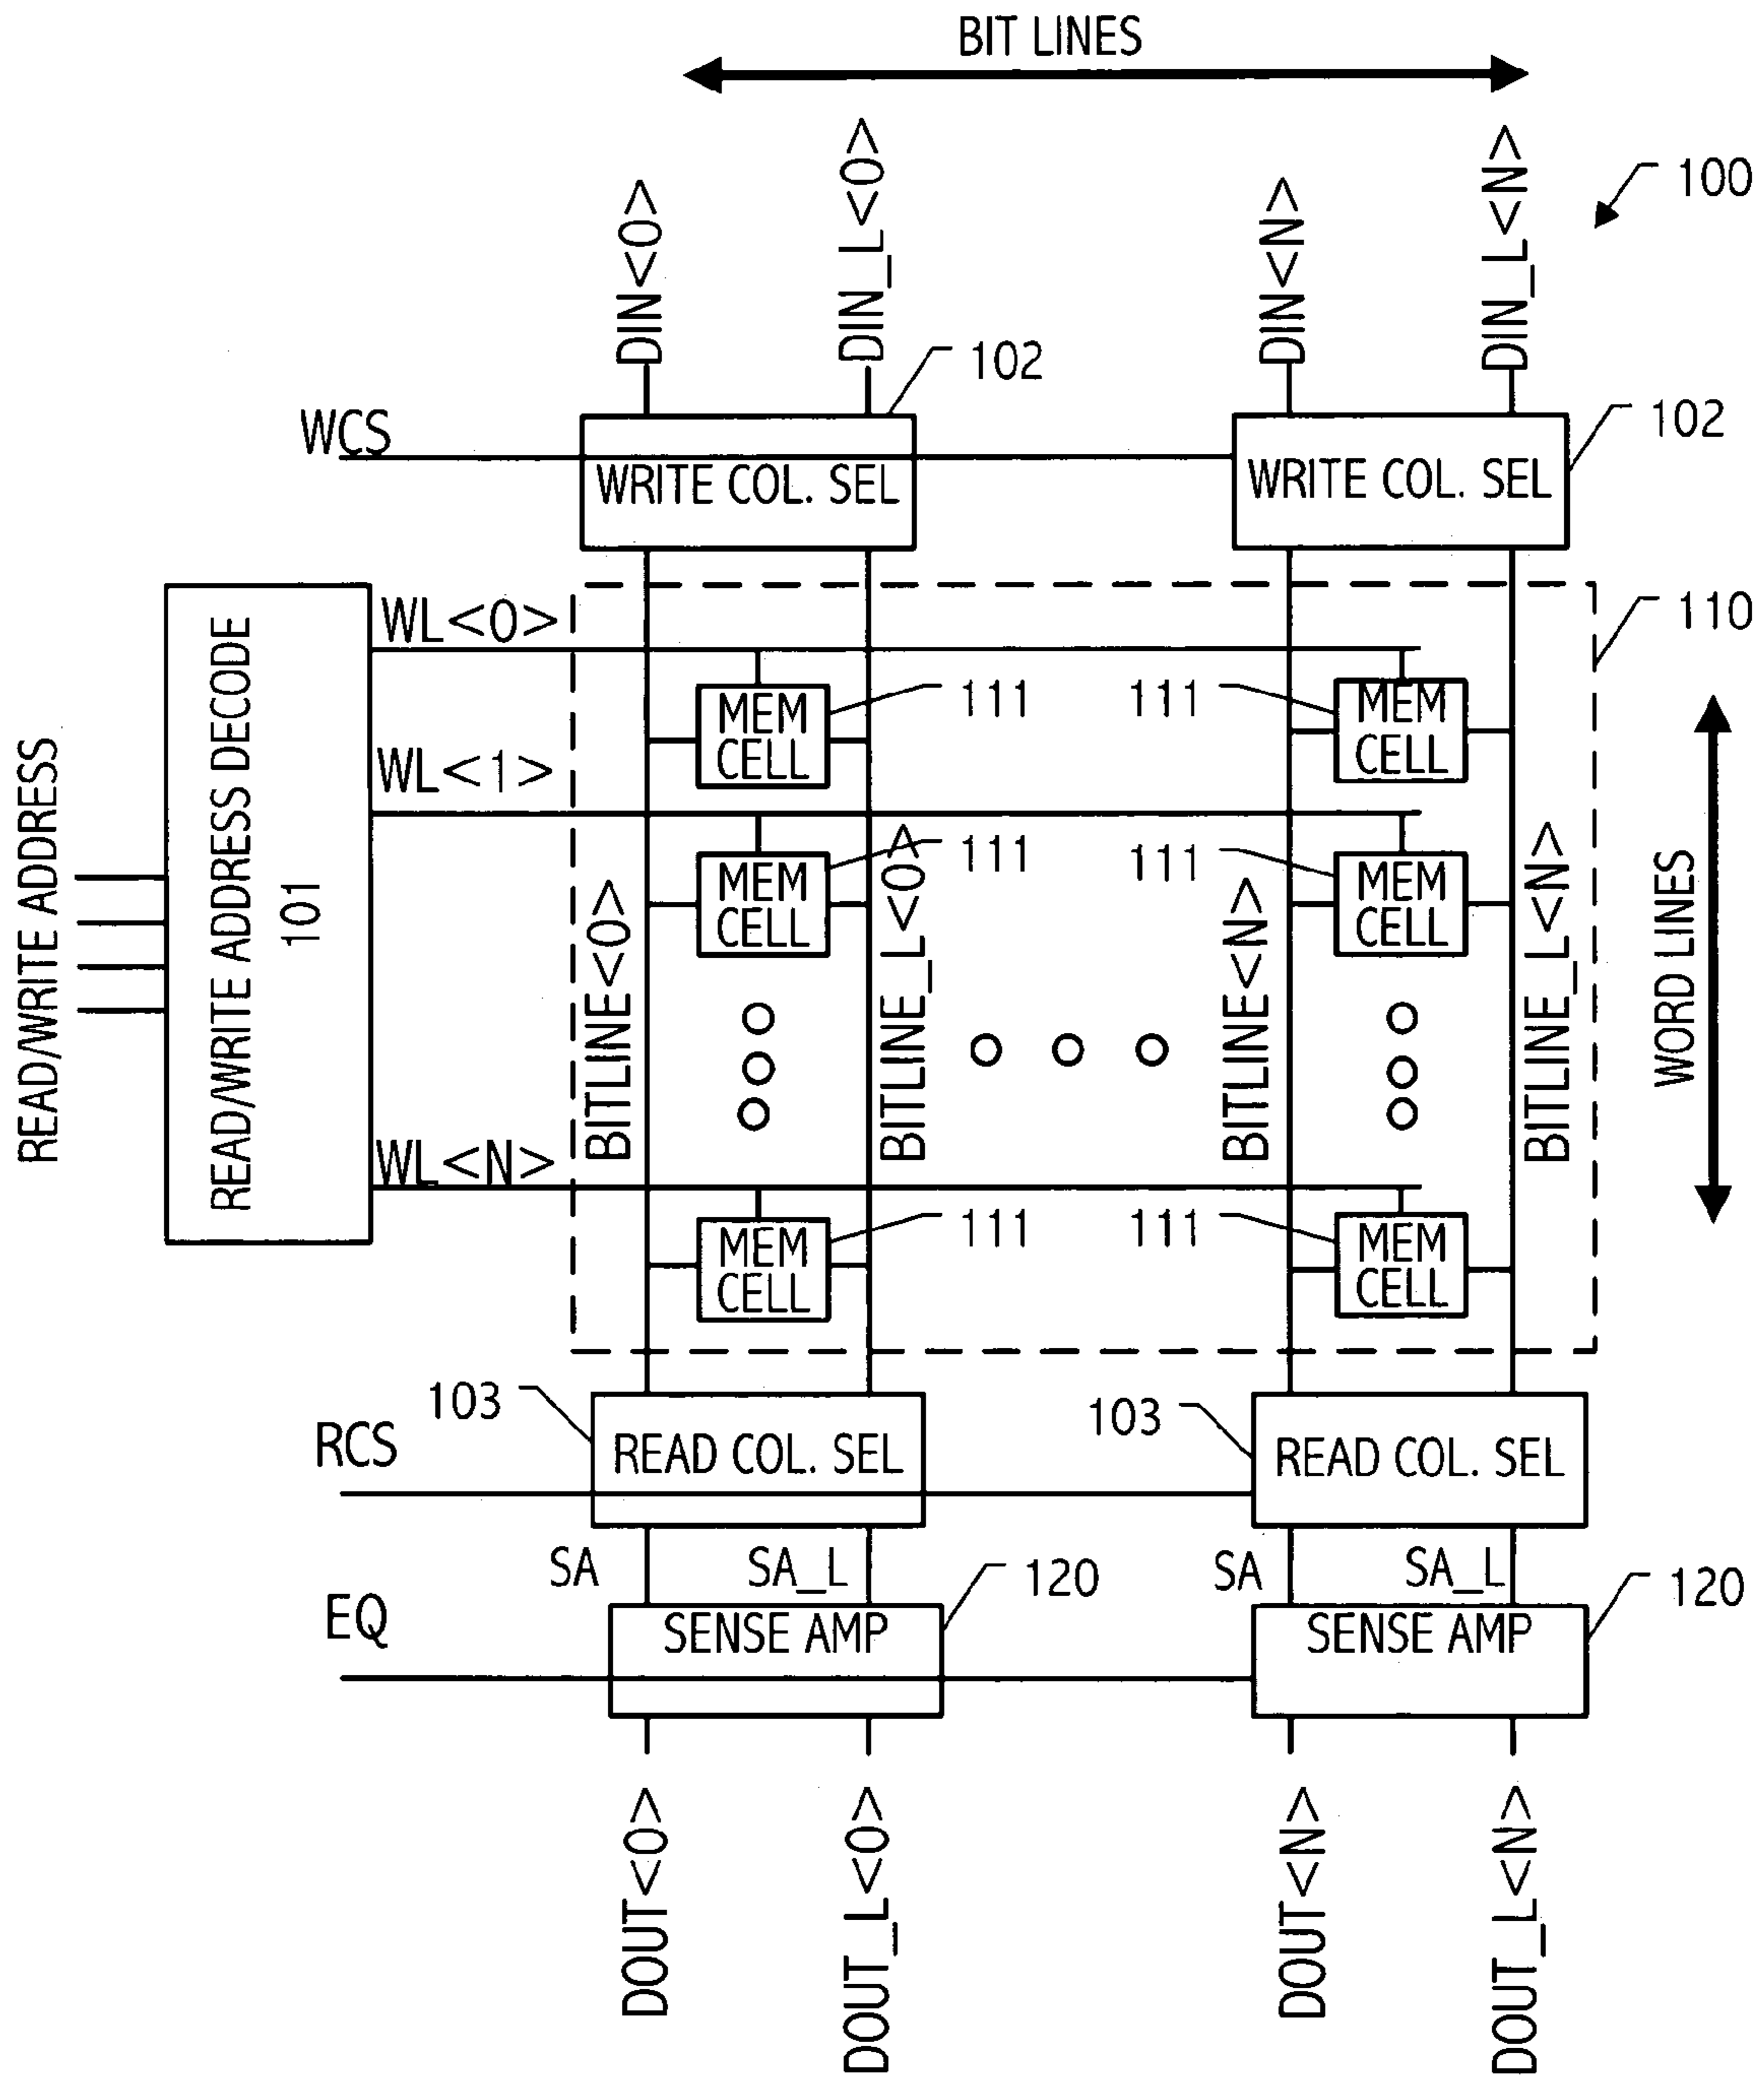 BIT LINES
100
DIN<0>
DIN_L<0>
DIN<N>
DIN_L<N>
102
102
WCS
WRITE COL. SEL
WRITE COL. SEL
110
READ/WRITE ADDRESS
READ/WRITE ADDRESS DECODE
101
WL<0>
MEM
CELL
111
111
MEM
CELL
WL<1>
MEM
CELL
111
111
MEM
CELL
BITLINE<0>
BITLINE_L<0>
BITLINE<N>
BITLINE_L<N>
WORD LINES
WL<N>
MEM
CELL
111
111
MEM
CELL
103
103
RCS
READ COL. SEL
READ COL. SEL
SA
SA_L
120
SA
SA_L
120
EQ
SENSE AMP
SENSE AMP
DOUT<0>
DOUT_L<0>
DOUT<N>
DOUT_L<N>